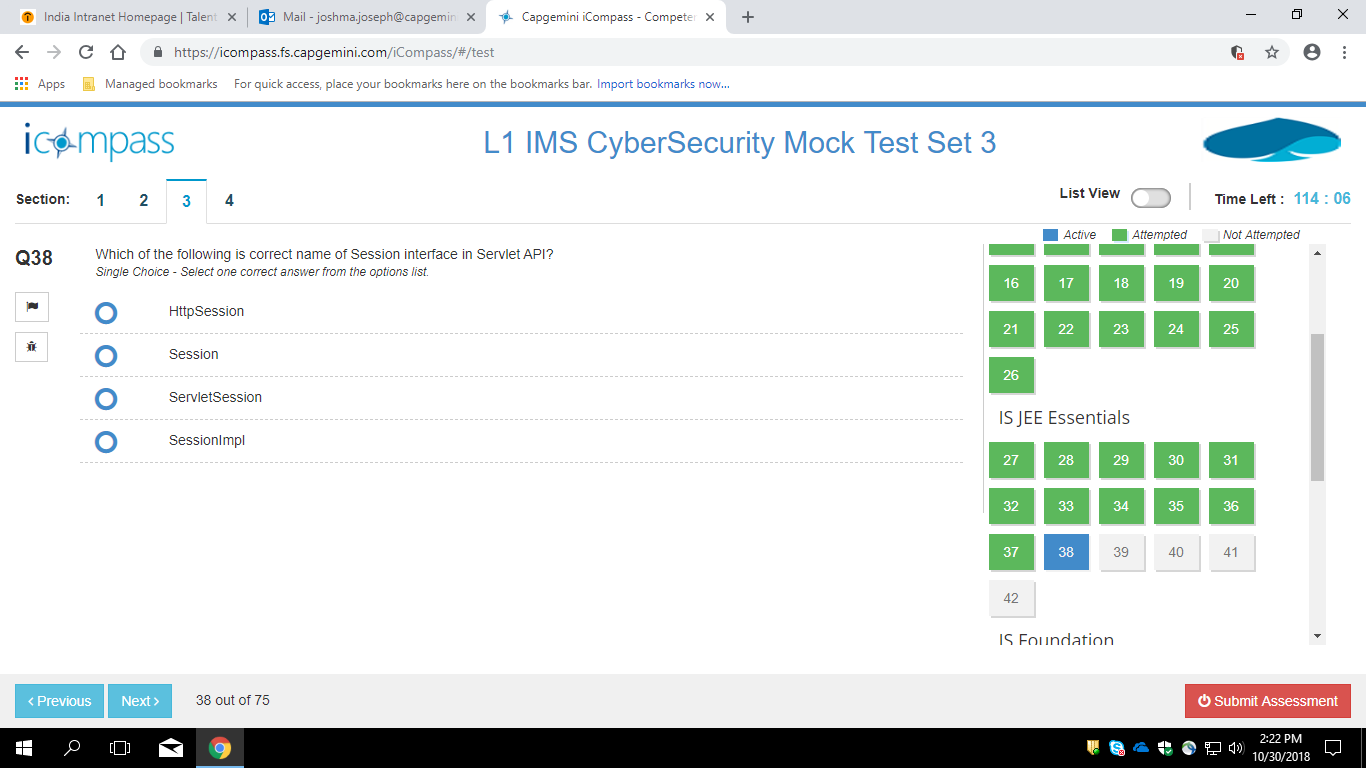 India Intranet Homepage | Talent
Mail - joshma.joseph@capgemin
Capgemini iCompass - Competen
https://icompass.fs.capgemini.com/iCompass/#/test
Apps
Managed bookmarks
For quick access, place your bookmarks here on the bookmarks bar. Import bookmarks now...
icompass
L1 IMS CyberSecurity Mock Test Set 3
Section: 1 2 3 4
List View
Time Left : 114 : 06
Active Attempted Not Attempted
Q38
Which of the following is correct name of Session interface in Servlet API?
Single Choice - Select one correct answer from the options list.
HttpSession
Session
ServletSession
SessionImpl
16 17 18 19 20
21 22 23 24 25
26
IS JEE Essentials
27 28 29 30 31
32 33 34 35 36
37 38 39 40 41
42
IS Foundation
‹ Previous
Next ›
38 out of 75
Submit Assessment
2:22 PM
10/30/2018